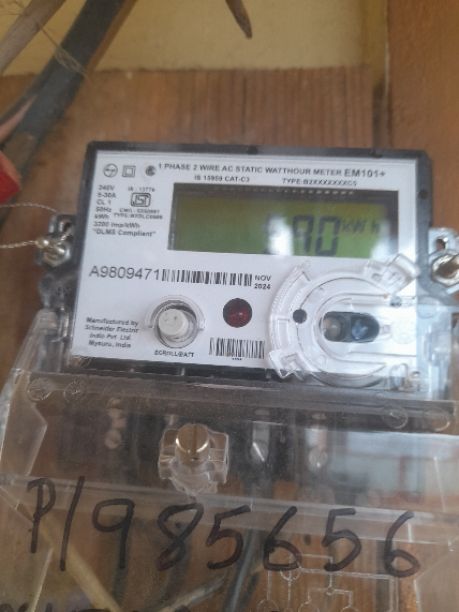 1 PHASE 2 WIRE AC STATIC WATTHOUR METER EM101+
IS 15959 CAT-C3
240V
5-30A
CL 1
50Hz
kWh
3200 imp/kWh
"DLMS Compliant"
IS : 13779
kWh
A9809471
NOV
2024
Manufactured by
Schneider Electric
India Pvt. Ltd.
Mysuru, India
SCROLL/BATT
P/985656